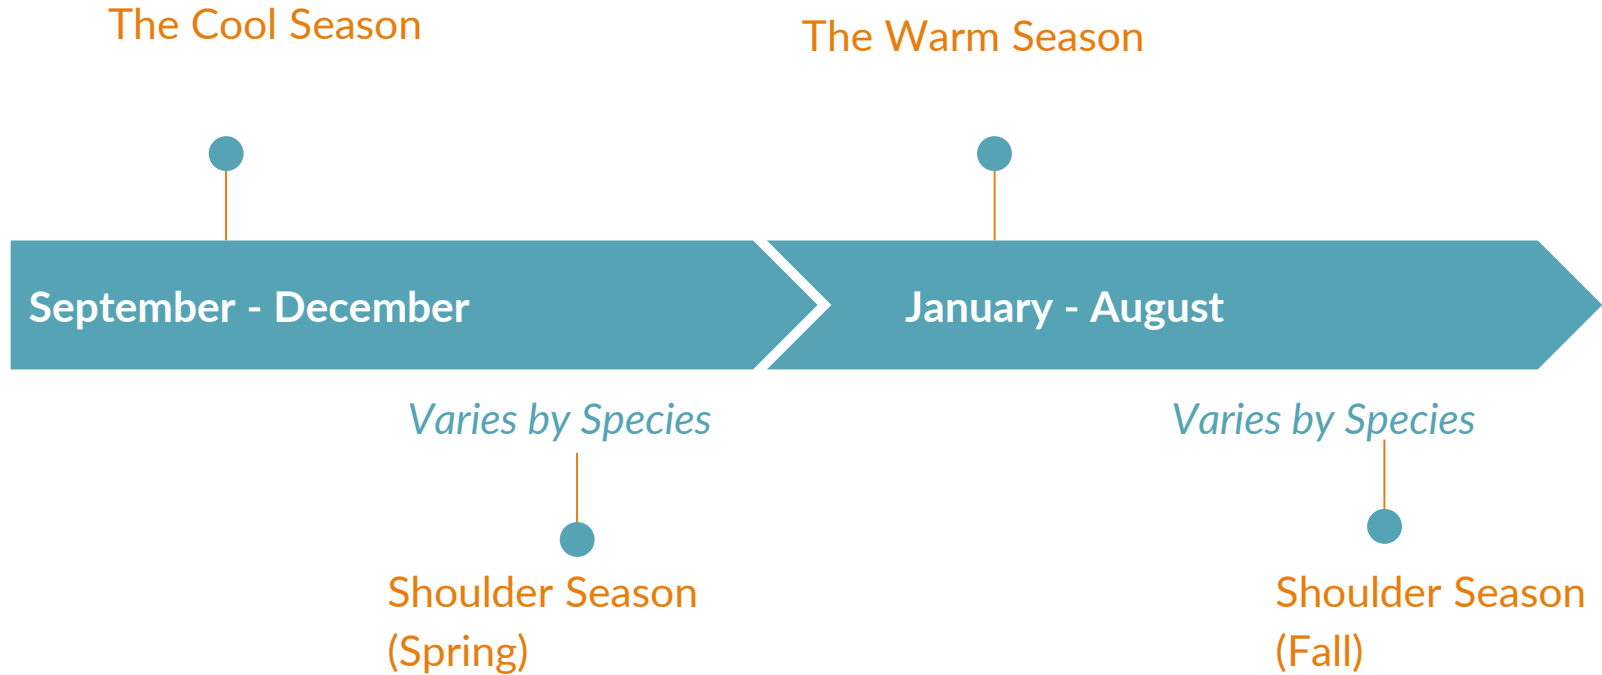 The Cool Season
The Warm Season
September - December
January - August
Varies by Species
Varies by Species
Shoulder Season
(Spring)
Shoulder Season
(Fall)